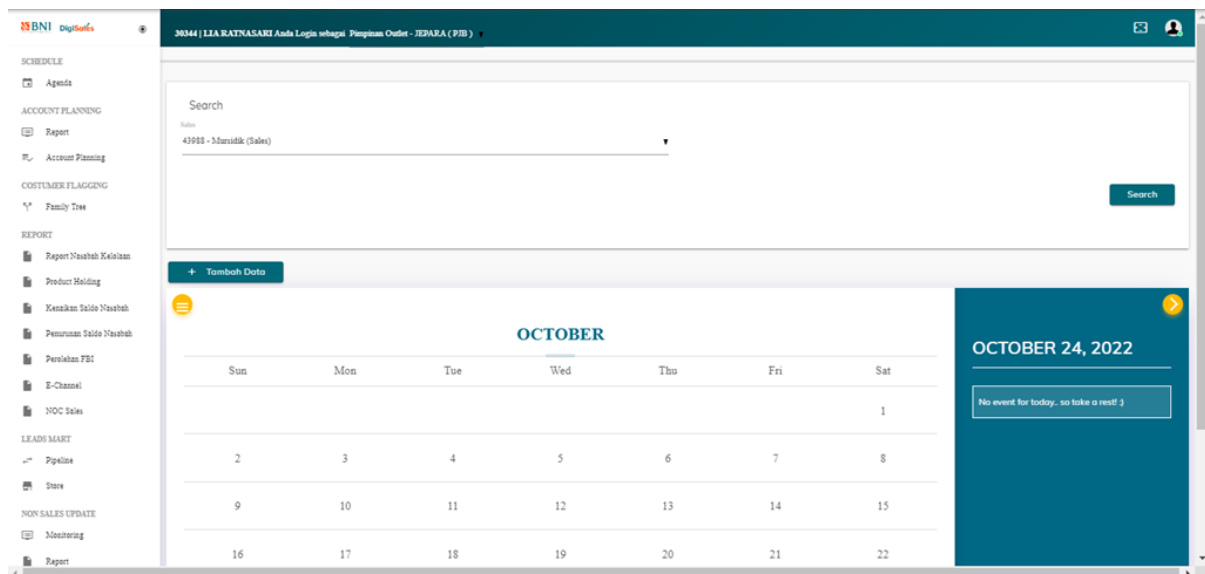 BNI DigiSales
30344 | LIA RATNASARI Anda Login sebagai Pimpinan Outlet - JEPARA ( PJB )
SCHEDULE
Agenda
ACCOUNT PLANNING
Report
Account Planning
COSTUMER FLAGGING
Family Tree
REPORT
Report Nasabah Kelolaan
Product Holding
Kenaikan Saldo Nasabah
Penurunan Saldo Nasabah
Perolehan FBI
E-Channel
NOC Sales
LEADS MART
Pipeline
Store
NON SALES UPDATE
Monitoring
Report
Search
Sales
43988 - Mursidik (Sales)
Search
+ Tambah Data
OCTOBER
Sun Mon Tue Wed Thu Fri Sat
1
2 3 4 5 6 7 8
9 10 11 12 13 14 15
16 17 18 19 20 21 22
OCTOBER 24, 2022
No event for today.. so take a rest! :)